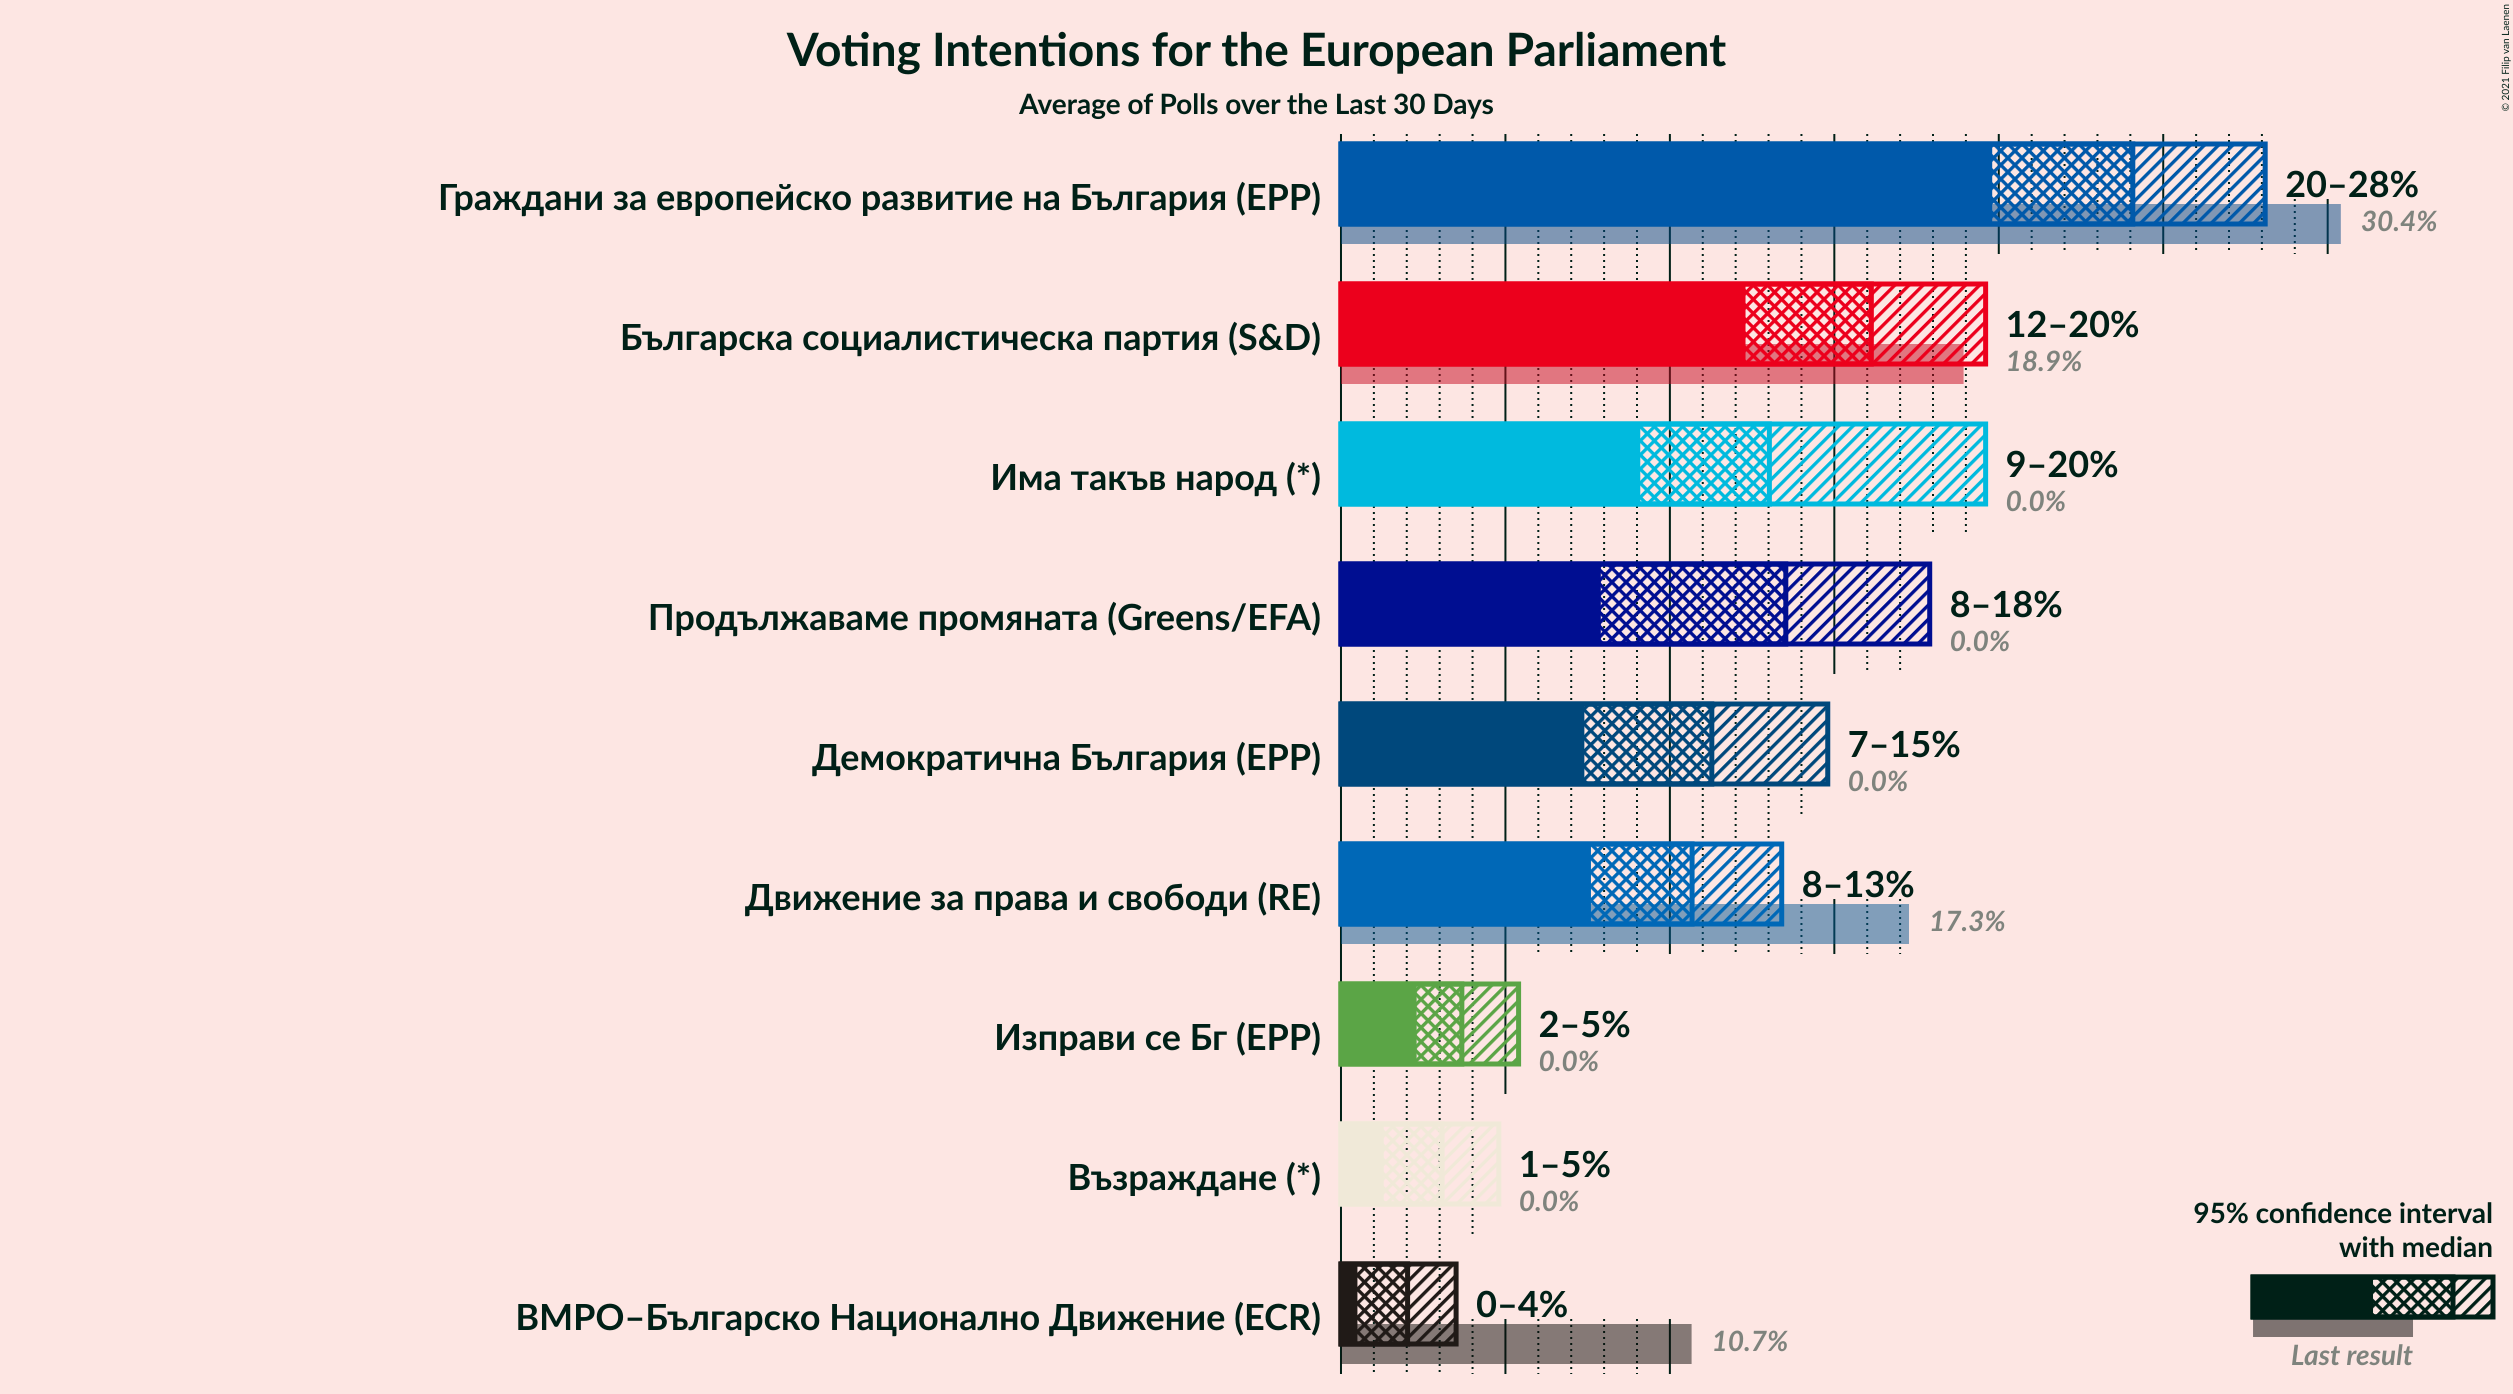 Voting Intentions for the European Parliament
Average of Polls over the Last 30 Days
© 2021 Filip van Laenen
Граждани за европейско развитие на България (EPP)
20–28%
30.4%
Българска социалистическа партия (S&D)
12–20%
18.9%
Има такъв народ (*)
9–20%
0.0%
Продължаваме промяната (Greens/EFA)
8–18%
0.0%
Демократична България (EPP)
7–15%
0.0%
Движение за права и свободи (RE)
8–13%
17.3%
Изправи се Бг (EPP)
2–5%
0.0%
Възраждане (*)
1–5%
0.0%
ВМРО–Българско Национално Движение (ECR)
0–4%
10.7%
95% confidence interval
with median
Last result